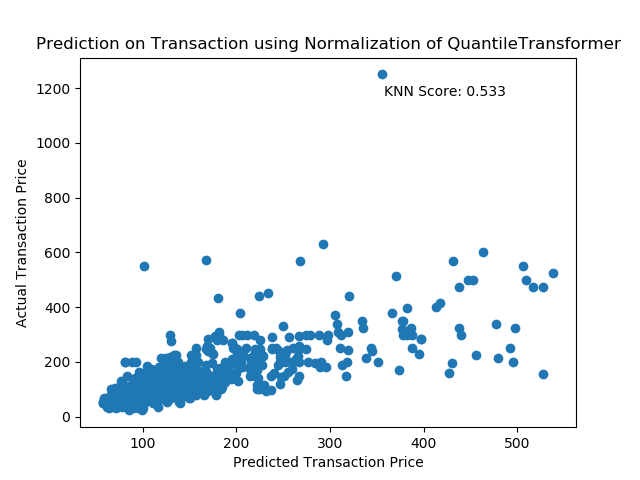 Prediction on Transaction using Normalization of QuantileTransformer
KNN Score: 0.533
Actual Transaction Price
1200
1000
800
600
400
200
0
100 200 300 400 500
Predicted Transaction Price